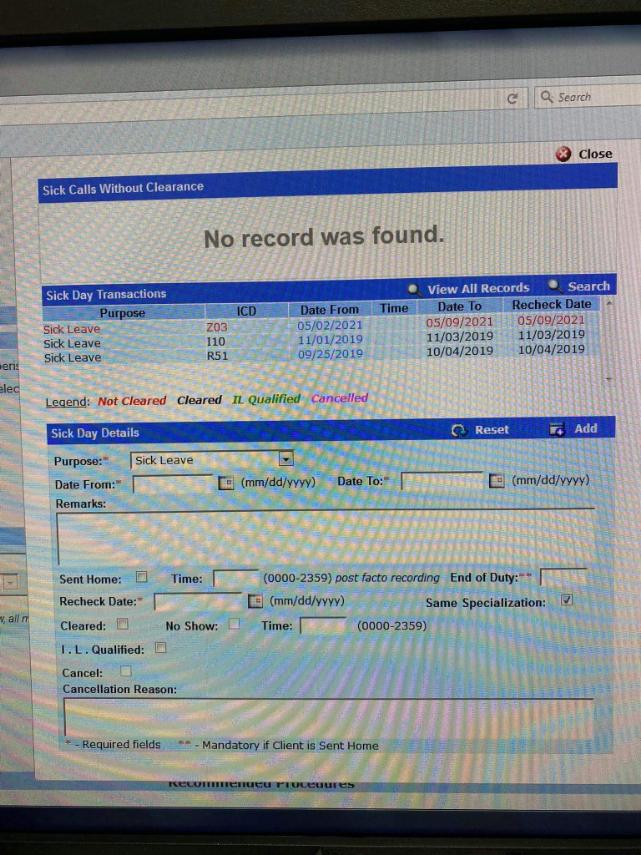 Search
Close
Sick Calls Without Clearance
No record was found.
Sick Day Transactions View All Records Search
Purpose ICD Date From Time Date To Recheck Date
Sick Leave Z03 05/02/2021 05/09/2021 05/09/2021
Sick Leave I10 11/01/2019 11/03/2019 11/03/2019
Sick Leave R51 09/25/2019 10/04/2019 10/04/2019
Legend: Not Cleared Cleared IL Qualified Cancelled
Sick Day Details Reset Add
Purpose:* Sick Leave
Date From:* (mm/dd/yyyy) Date To:* (mm/dd/yyyy)
Remarks:
Sent Home: Time: (0000-2359) post facto recording End of Duty:**
Recheck Date:* (mm/dd/yyyy) Same Specialization:
Cleared: No Show: Time: (0000-2359)
I . L . Qualified:
Cancel:
Cancellation Reason:
* - Required fields ** - Mandatory if Client is Sent Home
Recommended Procedures